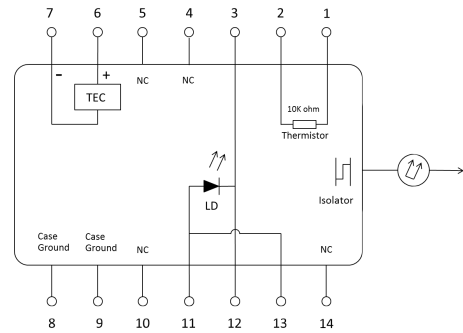 7 6 5 4 3 2 1
- + NC NC
TEC
10K ohm
Thermistor
LD
Isolator
Case
Ground
Case
Ground
NC
NC
8 9 10 11 12 13 14